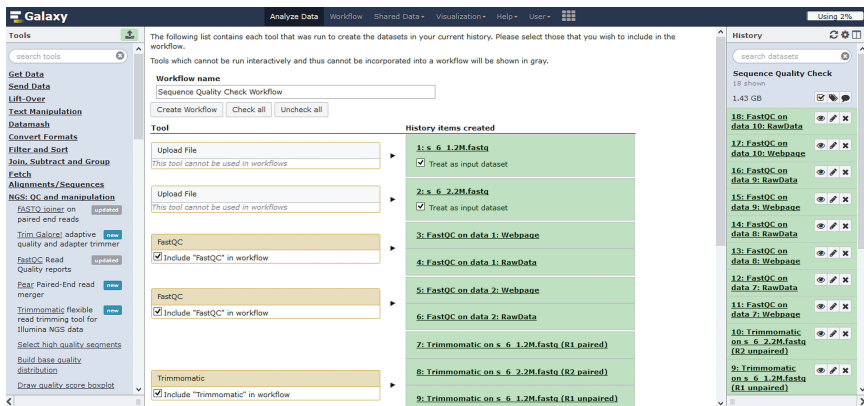 Galaxy
Analyze Data Workflow Shared Data Visualization Help User
Using 2%
Tools
search tools
Get Data
Send Data
Lift-Over
Text Manipulation
Datamash
Convert Formats
Filter and Sort
Join, Subtract and Group
Fetch
Alignments/Sequences
NGS: QC and manipulation
FASTQ joiner on updated
paired end reads
Trim Galore! adaptive new
quality and adapter trimmer
FastQC Read updated
Quality reports
Pear Paired-End read new
merger
Trimmomatic flexible new
read trimming tool for
Illumina NGS data
Select high quality segments
Build base quality
distribution
Draw quality score boxplot
The following list contains each tool that was run to create the datasets in your current history. Please select those that you wish to include in the
workflow.
Tools which cannot be run interactively and thus cannot be incorporated into a workflow will be shown in gray.
Workflow name
Sequence Quality Check Workflow
Create Workflow Check all Uncheck all
Tool History items created
Upload File
This tool cannot be used in workflows
1: s_6_1.2M.fastq
Treat as input dataset
Upload File
This tool cannot be used in workflows
2: s_6_2.2M.fastq
Treat as input dataset
FastQC
Include "FastQC" in workflow
3: FastQC on data 1: Webpage
4: FastQC on data 1: RawData
FastQC
Include "FastQC" in workflow
5: FastQC on data 2: Webpage
6: FastQC on data 2: RawData
Trimmomatic
Include "Trimmomatic" in workflow
7: Trimmomatic on s_6_1.2M.fastq (R1 paired)
8: Trimmomatic on s_6_2.2M.fastq (R2 paired)
9: Trimmomatic on s_6_1.2M.fastq (R1 unpaired)
History
search datasets
Sequence Quality
Check
18 shown
1.43 GB
18: FastQC on
data 10: RawData
17: FastQC on
data 10: Webpage
16: FastQC on
data 9: RawData
15: FastQC on
data 9: Webpage
14: FastQC on
data 8: RawData
13: FastQC on
data 8: Webpage
12: FastQC on
data 7: RawData
11: FastQC on
data 7: Webpage
10: Trimmomatic
on s_6_2.2M.fastq
(R2 unpaired)
9: Trimmomatic
on s_6_1.2M.fastq
(R1 unpaired)